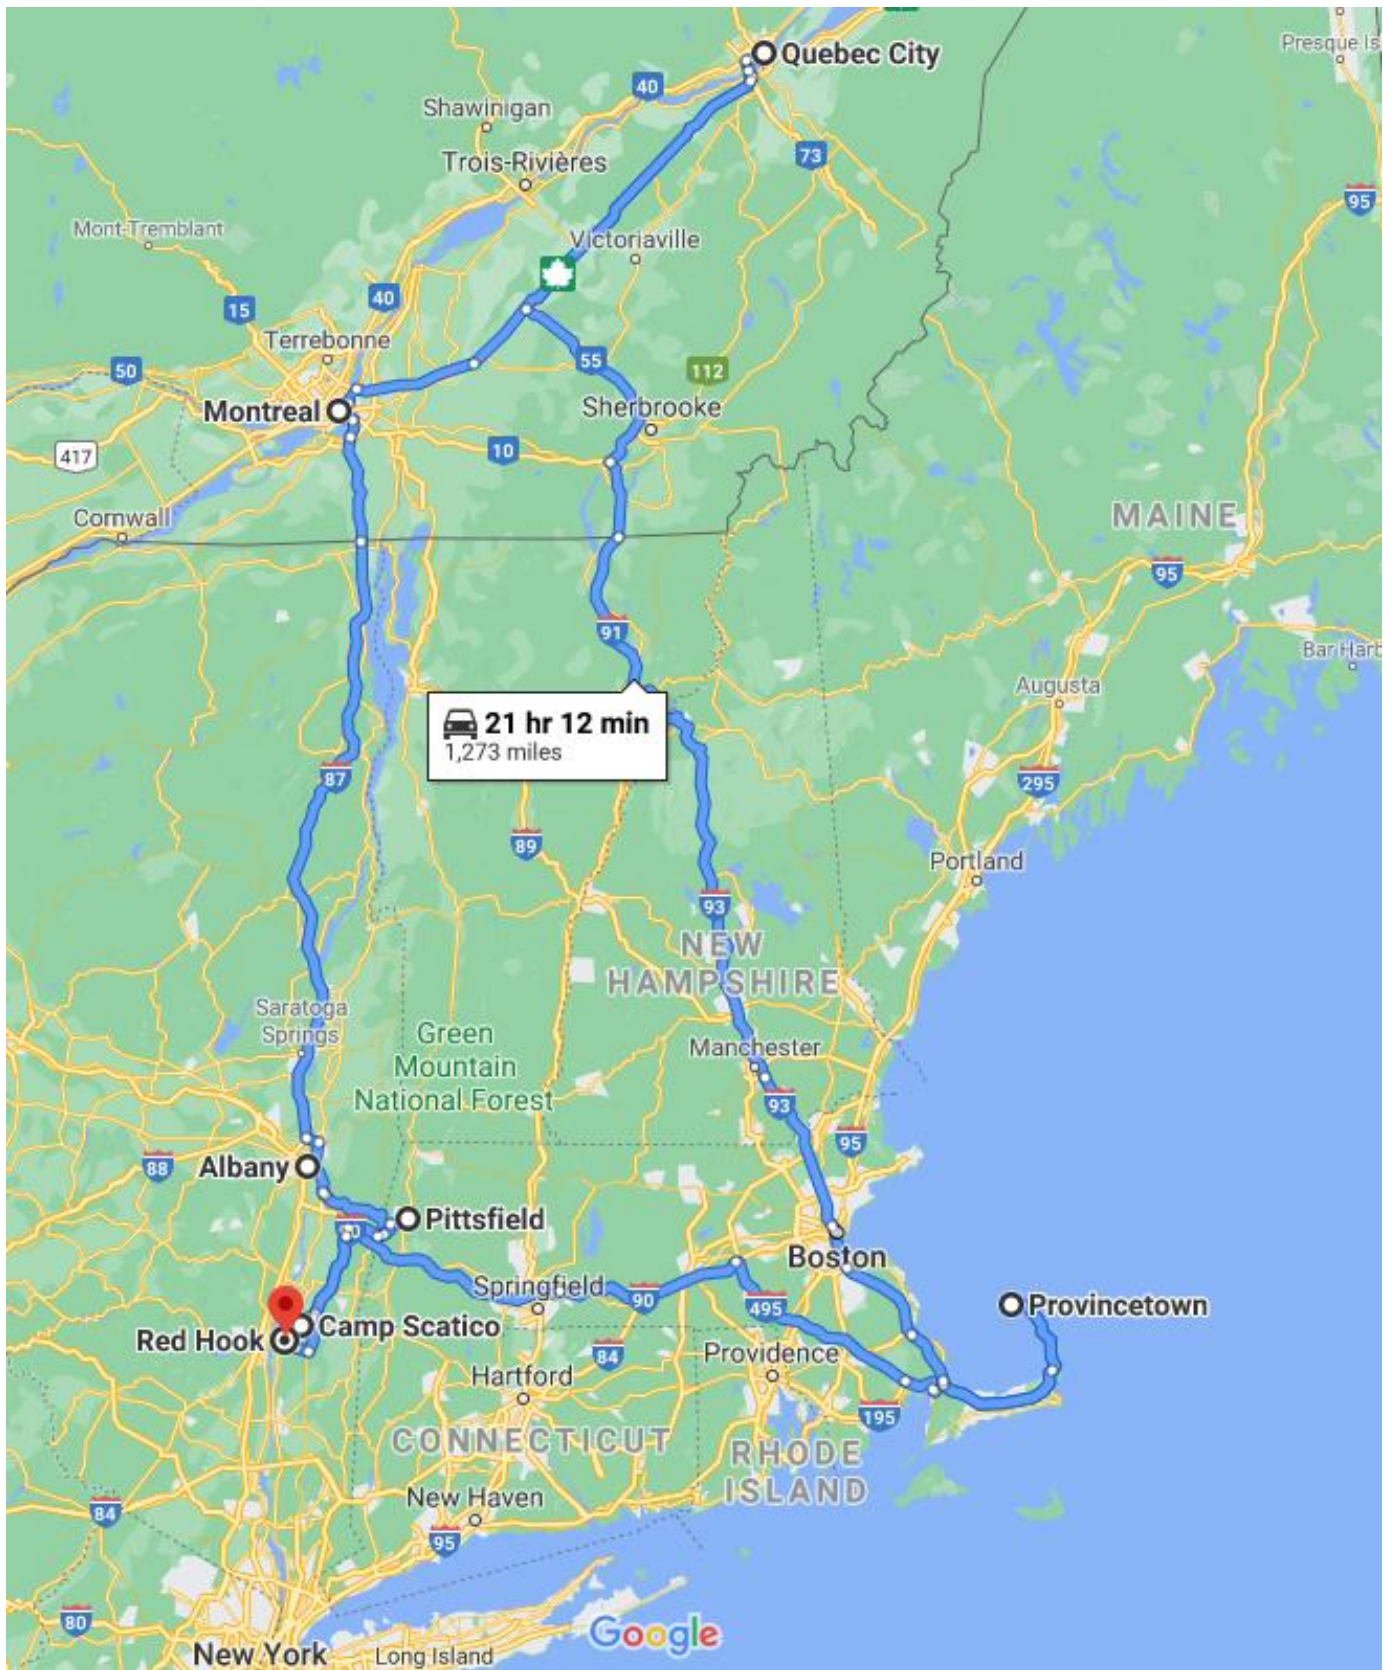 Quebec City
Presque Is
40
Shawinigan
73
Trois-Rivières
95
Mont-Tremblant
Victoriaville
40
15
Terrebonne
55
50
112
Montreal
Sherbrooke
10
417
Cornwall
MAINE
95
91
Bar Harb
Augusta
21 hr 12 min
1,273 miles
87
295
89
Portland
93
NEW
HAMPSHIRE
Saratoga
Springs
Green
Mountain
National Forest
Manchester
93
95
88
Albany
Pittsfield
Boston
Springfield
90
495
Provincetown
Camp Scatico
Red Hook
84
Providence
Hartford
195
CONNECTICUT
RHODE
ISLAND
New Haven
84
95
80
Google
New York
Long Island